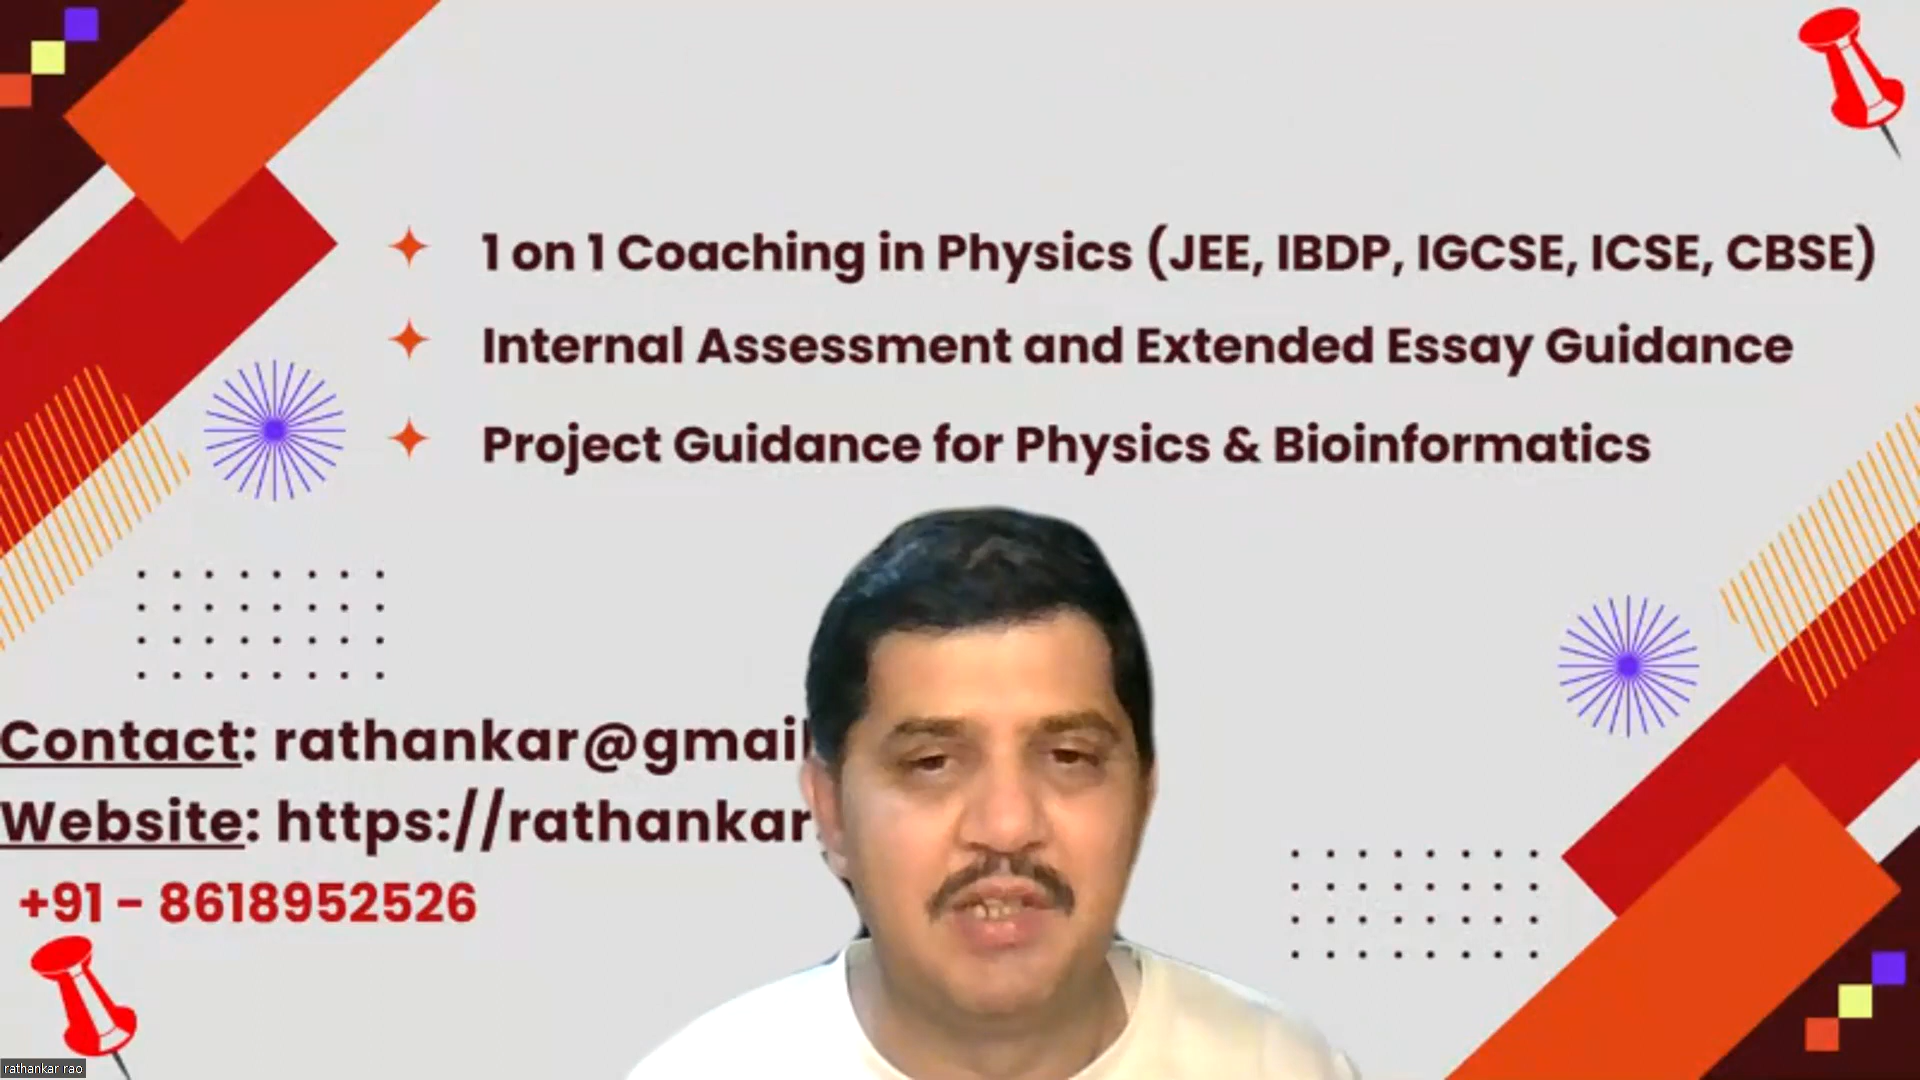 1 on 1 Coaching in Physics (JEE, IBDP, IGCSE, ICSE, CBSE)
Internal Assessment and Extended Essay Guidance
Project Guidance for Physics & Bioinformatics
Contact: rathankar@gmail
Website: https://rathankar
+91 - 8618952526
rathankar rao